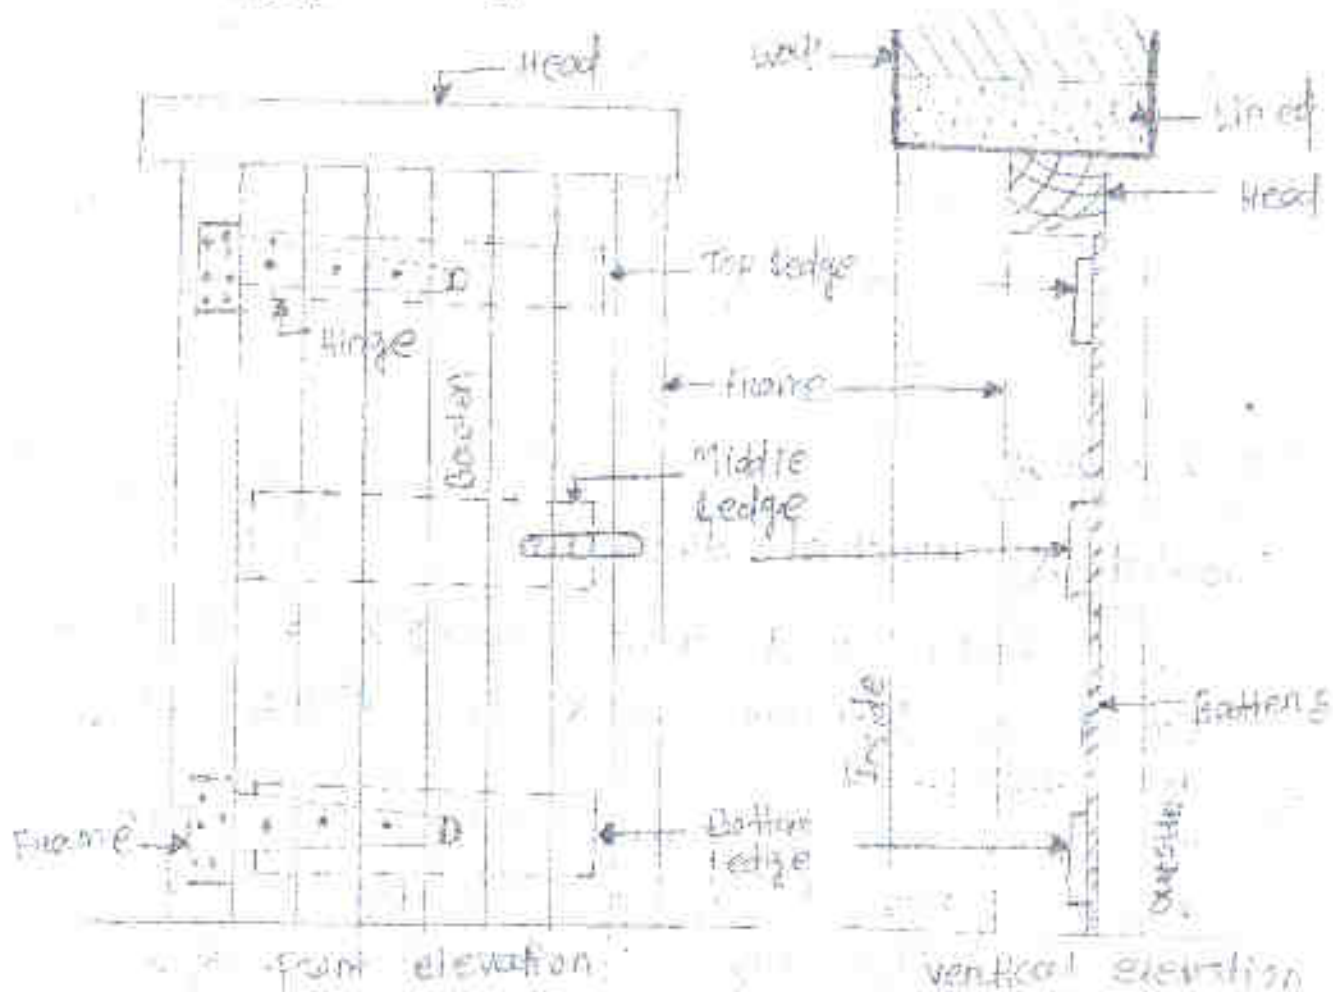 Head
Wall
Lintel
Head
Top Ledge
Hinge
Frame
Batten
Middle
Ledge
Inside
Battens
Frame
Bottom
Ledge
outside
Front elevation
vertical elevation